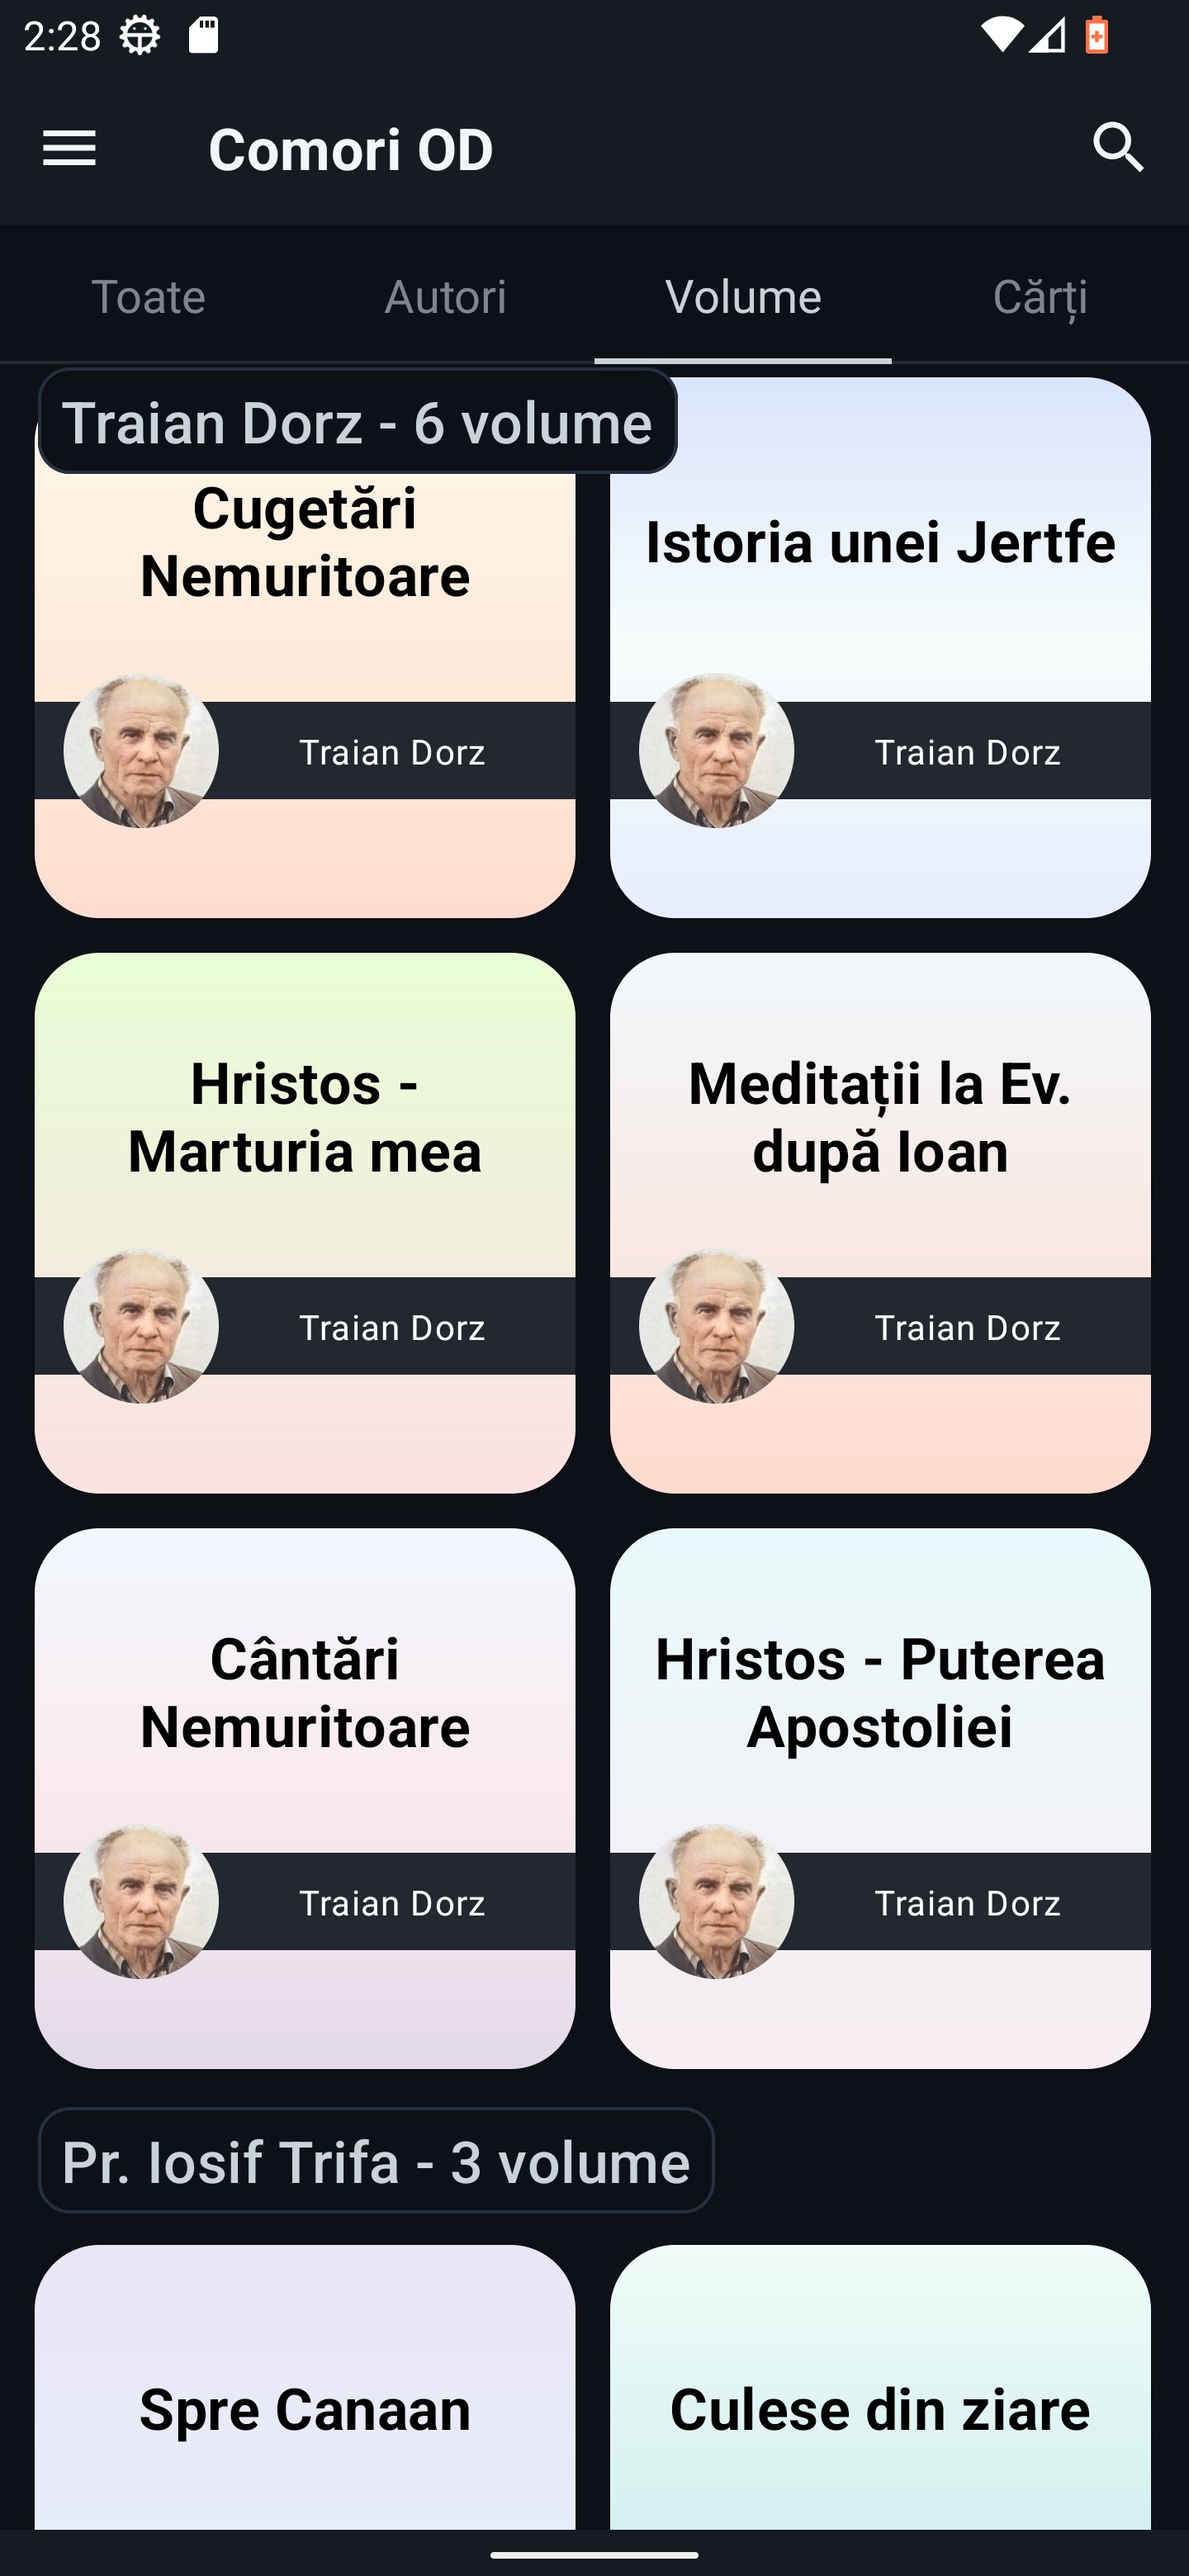 2:28
Comori OD
Toate
Autori
Volume
Cărți
Traian Dorz - 6 volume
Cugetări
Nemuritoare
Traian Dorz
Istoria unei Jertfe
Traian Dorz
Hristos -
Marturia mea
Traian Dorz
Meditații la Ev.
după Ioan
Traian Dorz
Cântări
Nemuritoare
Traian Dorz
Hristos - Puterea
Apostoliei
Traian Dorz
Pr. Iosif Trifa - 3 volume
Spre Canaan
Culese din ziare